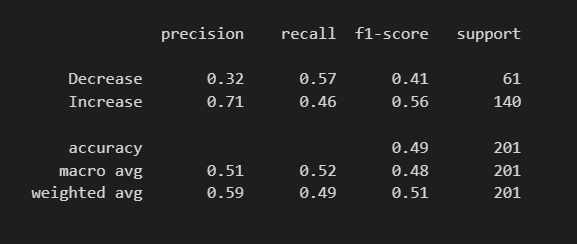 precision recall f1-score support
Decrease 0.32 0.57 0.41 61
Increase 0.71 0.46 0.56 140
accuracy 0.49 201
macro avg 0.51 0.52 0.48 201
weighted avg 0.59 0.49 0.51 201